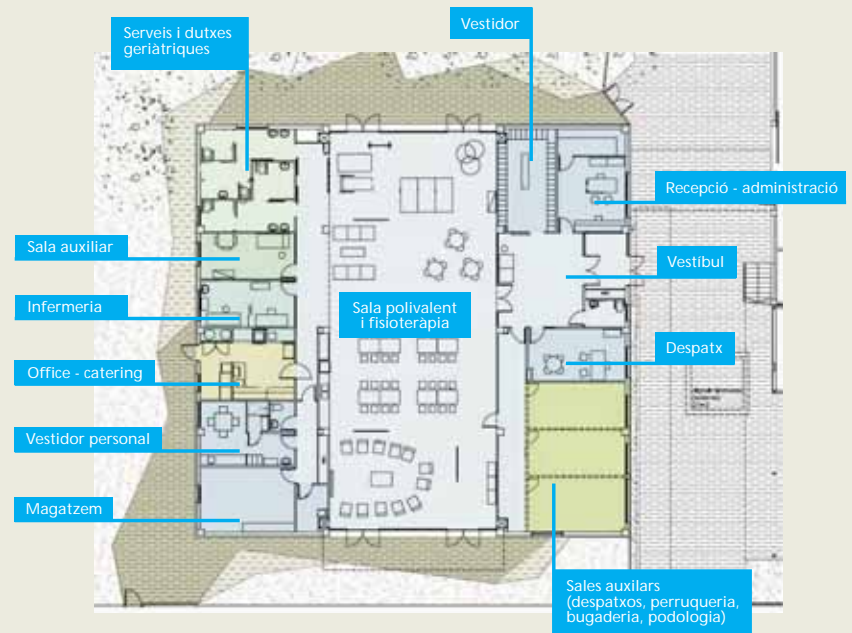 Serveis i dutxes
geriàtriques
Vestidor
Recepció - administració
Sala auxiliar
Vestíbul
Infermeria
Sala polivalent
i fisioteràpia
Despatx
Office - catering
Vestidor personal
Magatzem
Sales auxilars
(despatxos, perruqueria,
bugaderia, podologia)